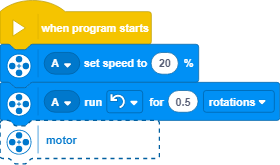 when program starts
A set speed to 20 %
A run for 0.5 rotations
motor